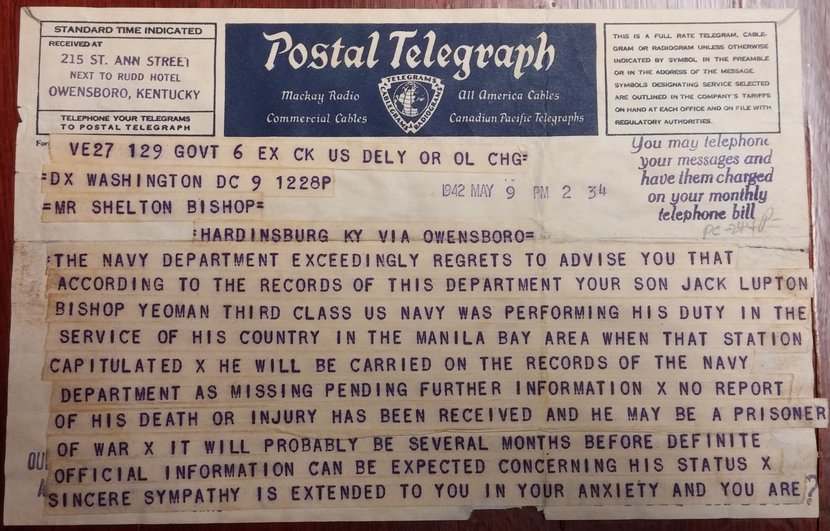 STANDARD TIME INDICATED
RECEIVED AT
215 ST. ANN STREET
NEXT TO RUDD HOTEL
OWENSBORO, KENTUCKY
TELEPHONE YOUR TELEGRAMS
TO POSTAL TELEGRAPH
Postal Telegraph
Mackay Radio
Commercial Cables
TELEGRAMS
CABLEGRAMS
RADIOGRAMS
All America Cables
Canadian Pacific Telegraphs
THIS IS A FULL RATE TELEGRAM, CABLE-
GRAM OR RADIOGRAM UNLESS OTHERWISE
INDICATED BY SYMBOL IN THE PREAMBLE
OR IN THE ADDRESS OF THE MESSAGE.
SYMBOLS DESIGNATING SERVICE SELECTED
ARE OUTLINED IN THE COMPANY'S TARIFFS
ON HAND AT EACH OFFICE AND ON FILE WITH
REGULATORY AUTHORITIES.
You may telephone
your messages and
have them charged
on your monthly
telephone bill
VE27 129 GOVT 6 EX CK US DELY OR OL CHG=
=DX WASHINGTON DC 9 1228P
1942 MAY 9 PM 2 34
=MR SHELTON BISHOP=
=HARDINSBURG KY VIA OWENSBORO=
=THE NAVY DEPARTMENT EXCEEDINGLY REGRETS TO ADVISE YOU THAT
ACCORDING TO THE RECORDS OF THIS DEPARTMENT YOUR SON JACK LUPTON
BISHOP YEOMAN THIRD CLASS US NAVY WAS PERFORMING HIS DUTY IN THE
SERVICE OF HIS COUNTRY IN THE MANILA BAY AREA WHEN THAT STATION
CAPITULATED X HE WILL BE CARRIED ON THE RECORDS OF THE NAVY
DEPARTMENT AS MISSING PENDING FURTHER INFORMATION X NO REPORT
OF HIS DEATH OR INJURY HAS BEEN RECEIVED AND HE MAY BE A PRISONER
OF WAR X IT WILL PROBABLY BE SEVERAL MONTHS BEFORE DEFINITE
OFFICIAL INFORMATION CAN BE EXPECTED CONCERNING HIS STATUS X
SINCERE SYMPATHY IS EXTENDED TO YOU IN YOUR ANXIETY AND YOU ARE